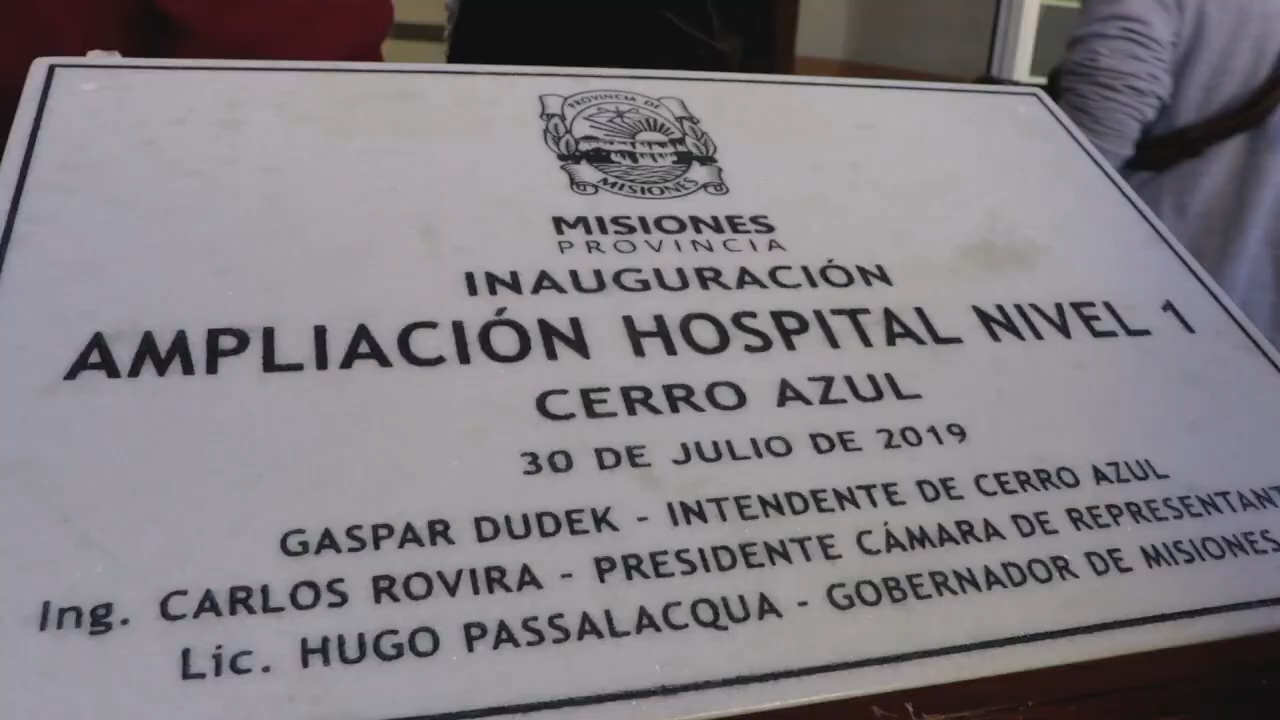 PROVINCIA DE
MISIONES
MISIONES
PROVINCIA
INAUGURACIÓN
AMPLIACIÓN HOSPITAL NIVEL 1
CERRO AZUL
30 DE JULIO DE 2019
GASPAR DUDEK - INTENDENTE DE CERRO AZUL
Ing. CARLOS ROVIRA - PRESIDENTE CÁMARA DE REPRESENTANT
Lic. HUGO PASSALACQUA - GOBERNADOR DE MISIONES